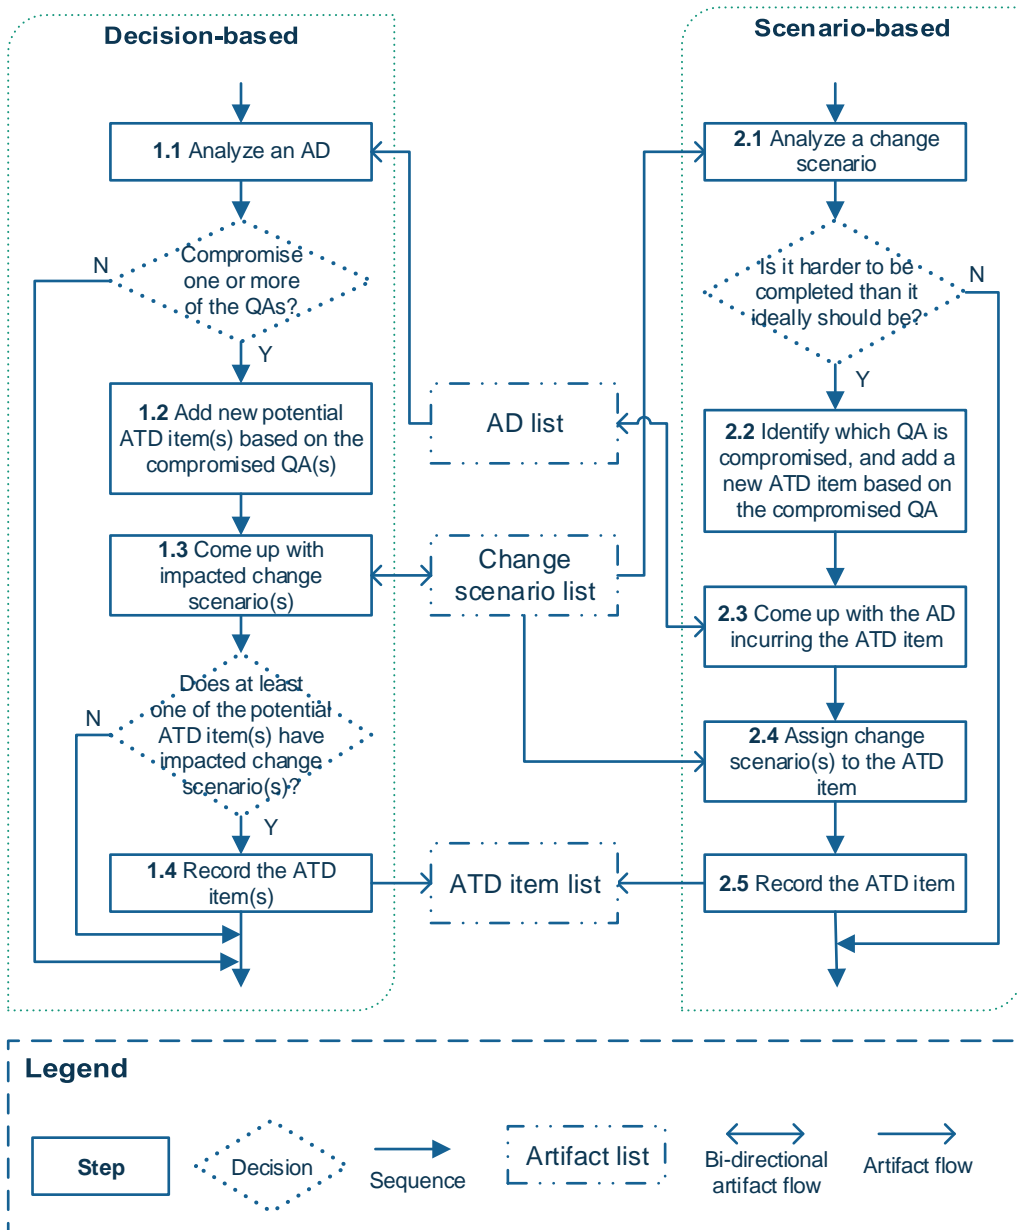 Decision-based
1.1 Analyze an AD
Compromise
one or more
of the QAs?
N
Y
1.2 Add new potential
ATD item(s) based on the
compromised QA(s)
1.3 Come up with
impacted change
scenario(s)
Does at least
one of the potential
ATD item(s) have
impacted change
scenario(s)?
N
Y
1.4 Record the ATD
item(s)
AD list
Change
scenario list
ATD item list
Scenario-based
2.1 Analyze a change
scenario
Is it harder to be
completed than it
ideally should be?
N
Y
2.2 Identify which QA is
compromised, and add a
new ATD item based on
the compromised QA
2.3 Come up with the AD
incurring the ATD item
2.4 Assign change
scenario(s) to the ATD
item
2.5 Record the ATD item
Legend
Step
Decision
Sequence
Artifact list
Bi-directional
artifact flow
Artifact flow